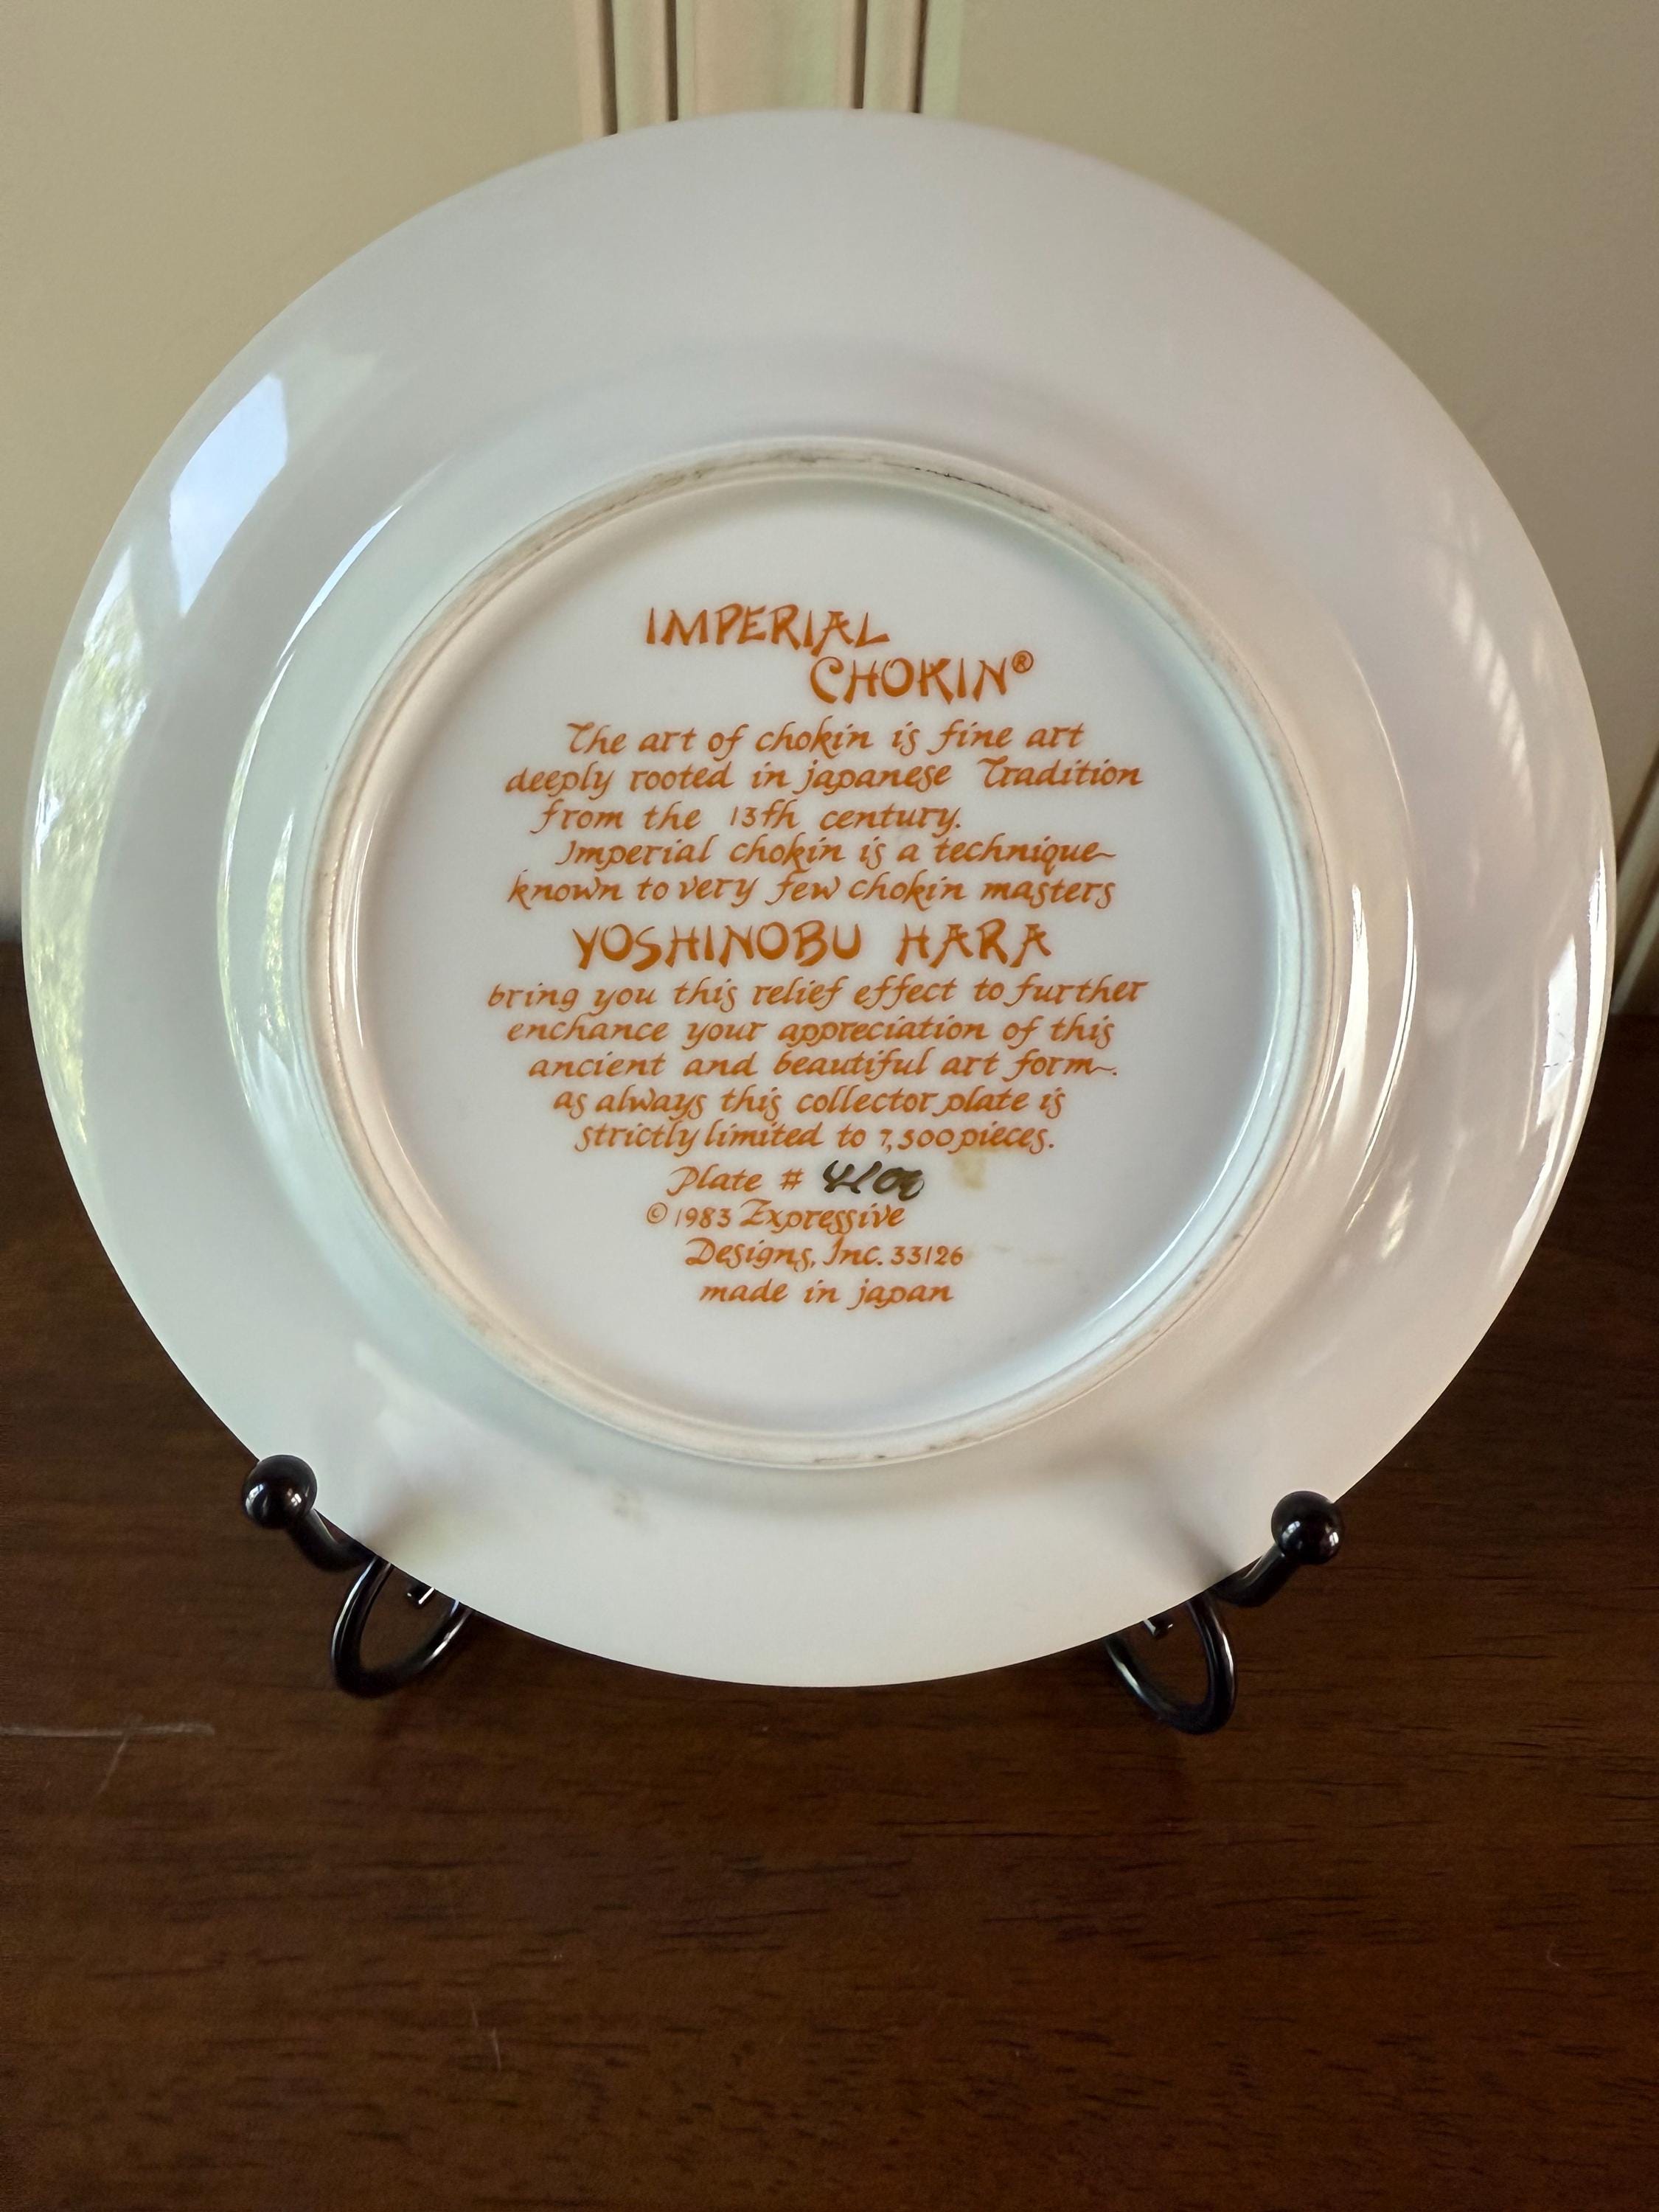 IMPERIAL
CHOKIN®
The art of chokin is fine art
deeply rooted in japanese Tradition
from the 13th century.
Imperial chokin is a technique
known to very few chokin masters
YOSHINOBU HARA
bring you this relief effect to further
enchance your appreciation of this
ancient and beautiful art form.
as always this collector plate is
strictly limited to 7,500 pieces.
Plate # 4100
© 1983 Expressive
Designs, Inc. 33126
made in japan